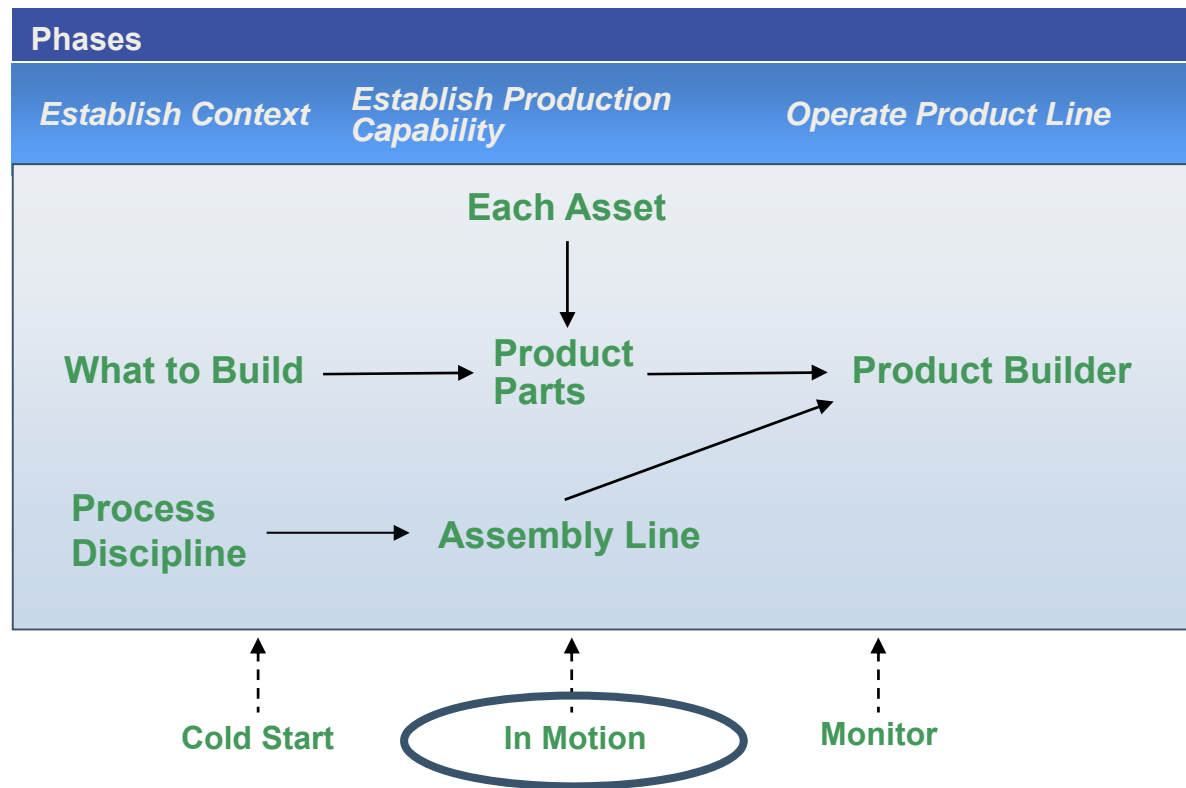 Phases
Establish Context
Establish Production
Capability
Operate Product Line
Each Asset
What to Build
Product
Parts
Product Builder
Process
Discipline
Assembly Line
Cold Start
In Motion
Monitor